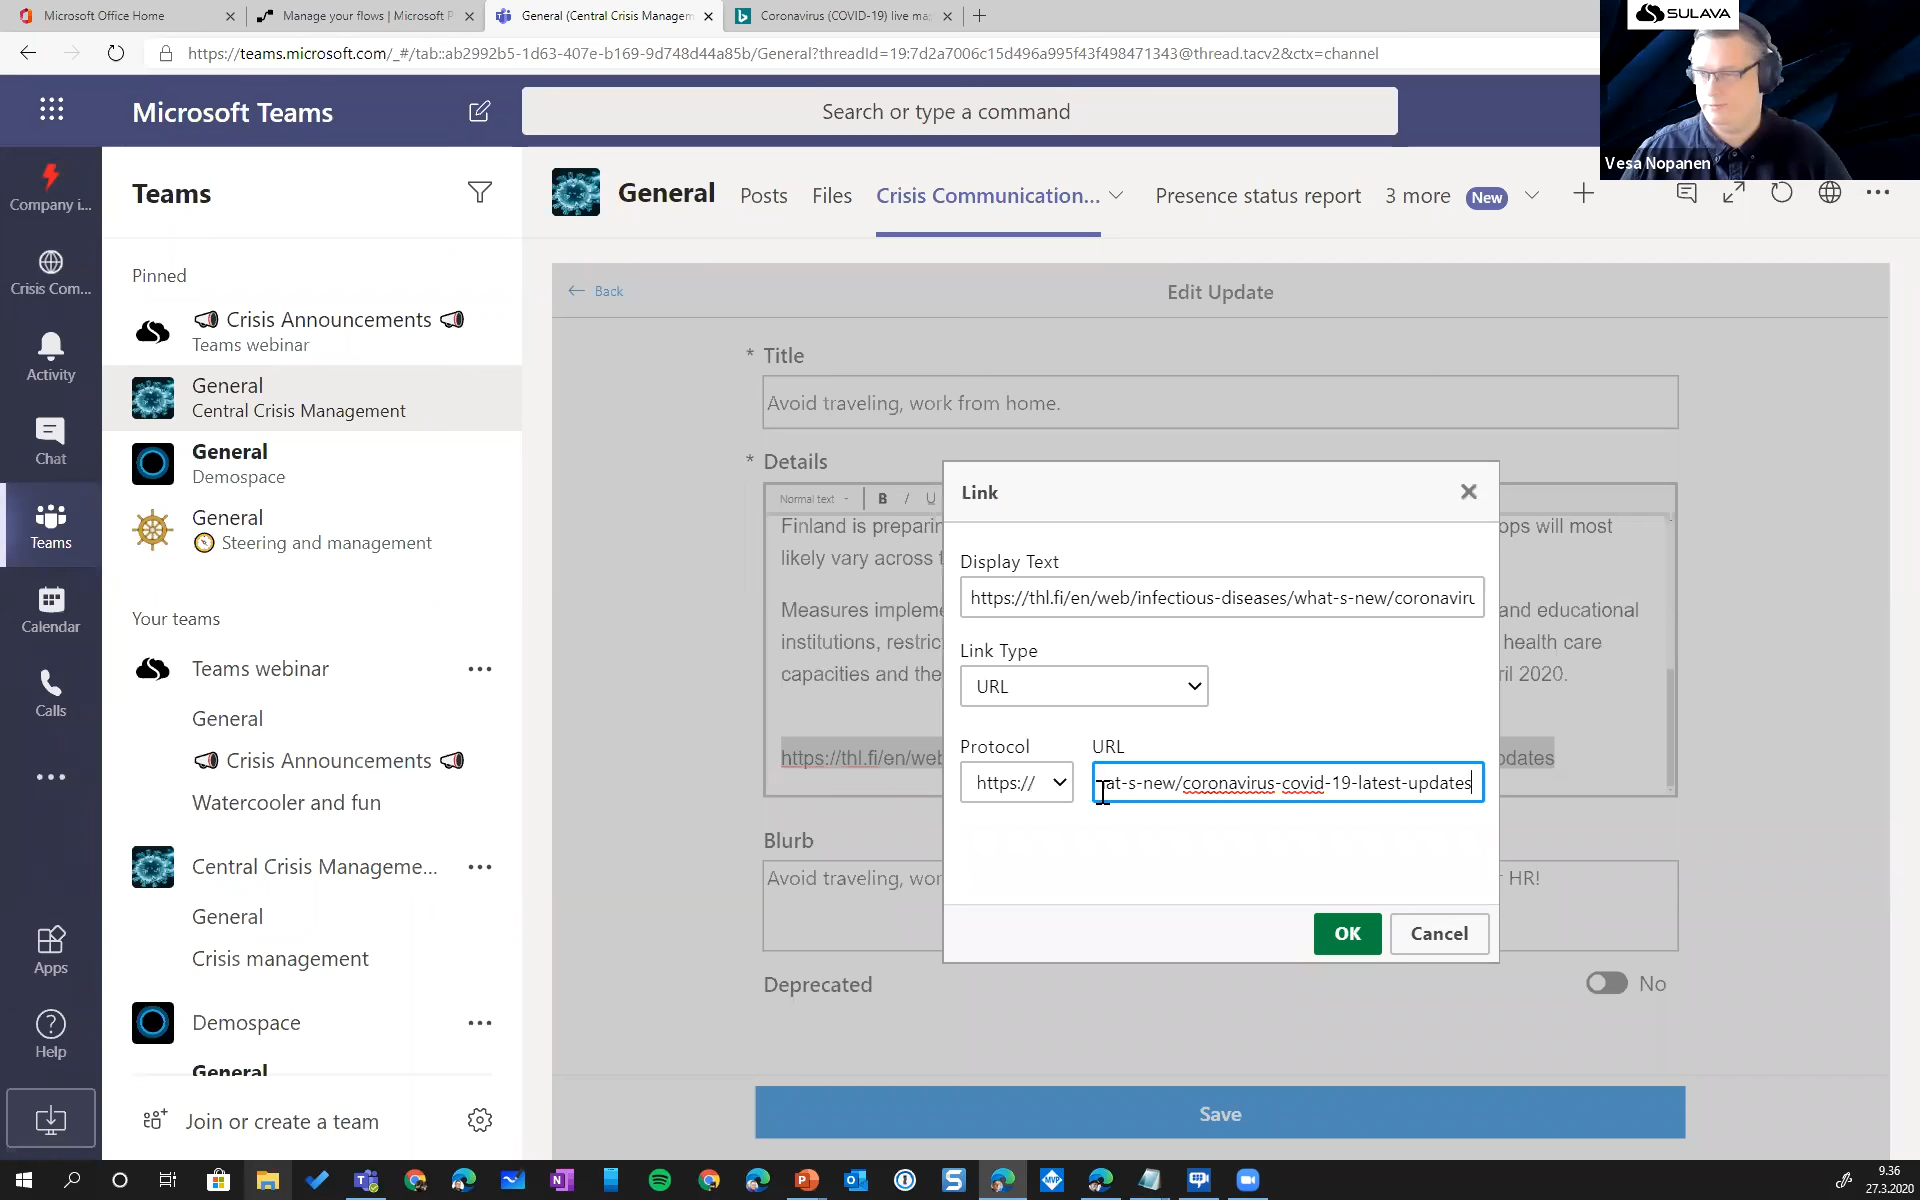 Microsoft Office Home
Manage your flows | Microsoft P
General (Central Crisis Managem
Coronavirus (COVID-19) live ma
SULAVA
https://teams.microsoft.com/_#/tab::ab2992b5-1d63-407e-b169-9d748d44a85b/General?threadId=19:7d2a7006c15d496a995f43f498471343@thread.tacv2&ctx=channel
Microsoft Teams
Search or type a command
Vesa Nopanen
Company i...
Crisis Com...
Activity
Chat
Teams
Calendar
Calls
Apps
Help
Teams
Pinned
Crisis Announcements
Teams webinar
General
Central Crisis Management
General
Demospace
General
Steering and management
Your teams
Teams webinar
General
Crisis Announcements
Watercooler and fun
Central Crisis Manageme...
General
Crisis management
Demospace
General
Join or create a team
General
Posts
Files
Crisis Communication...
Presence status report
3 more
New
Back
Edit Update
* Title
Avoid traveling, work from home.
* Details
Normal text
B I U
Finland is preparin
ops will most
likely vary across t
Measures impleme
and educational
institutions, restric
health care
capacities and the
ril 2020.
https://thl.fi/en/web
odates
Blurb
Avoid traveling, wor
HR!
Deprecated
No
Save
Link
Display Text
https://thl.fi/en/web/infectious-diseases/what-s-new/coronaviru
Link Type
URL
Protocol
URL
https://
at-s-new/coronavirus-covid-19-latest-updates
OK
Cancel
9.36
27.3.2020